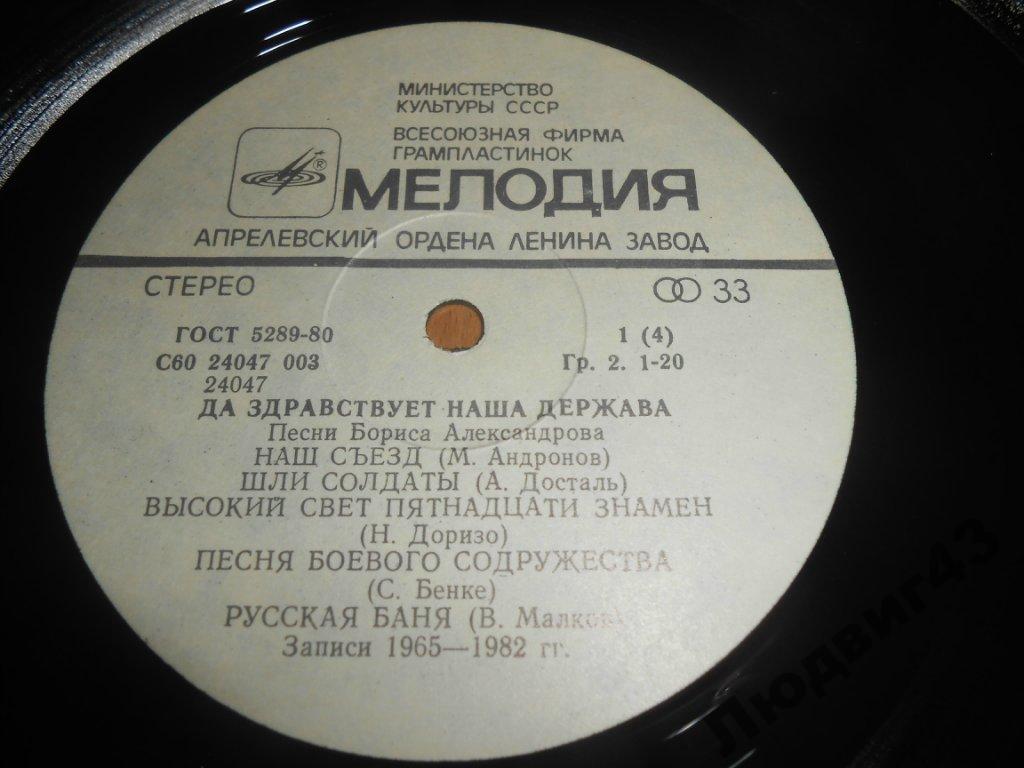 МИНИСТЕРСТВО
КУЛЬТУРЫ СССР
ВСЕСОЮЗНАЯ ФИРМА
ГРАМПЛАСТИНОК
®
МЕЛОДИЯ
АПРЕЛЕВСКИЙ ОРДЕНА ЛЕНИНА ЗАВОД
СТЕРЕО 33
ГОСТ 5289-80 1 (4)
С60 24047 003 Гр. 2. 1-20
24047
ДА ЗДРАВСТВУЕТ НАША ДЕРЖАВА
Песни Бориса Александрова
НАШ СЪЕЗД (М. Андронов)
ШЛИ СОЛДАТЫ (А. Досталь)
ВЫСОКИЙ СВЕТ ПЯТНАДЦАТИ ЗНАМЕН
(Н. Доризо)
ПЕСНЯ БОЕВОГО СОДРУЖЕСТВА
(С. Бенке)
РУССКАЯ БАНЯ (В. Малков)
Записи 1965—1982 гг.
Людвиг43